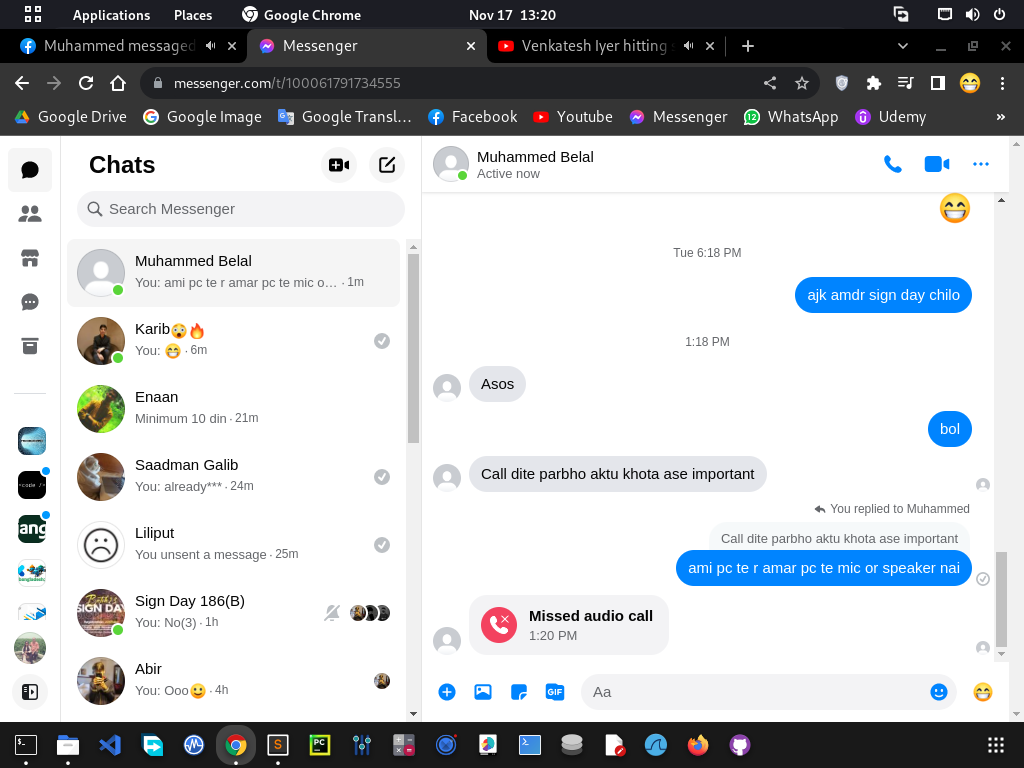 Applications Places Google Chrome Nov 17 13:20
Muhammed messaged Messenger Venkatesh Iyer hitting
messenger.com/t/100061791734555
Google Drive Google Image Google Transl... Facebook Youtube Messenger WhatsApp Udemy »
Chats
Search Messenger
Muhammed Belal
You: ami pc te r amar pc te mic o... · 1m
Karib😲🔥
You: 😁 · 6m
Enaan
Minimum 10 din · 21m
Saadman Galib
You: already*** · 24m
Liliput
You unsent a message · 25m
Sign Day 186(B)
You: No(3) · 1h
Abir
You: Ooo😀 · 4h
Muhammed Belal
Active now
Tue 6:18 PM
ajk amdr sign day chilo
1:18 PM
Asos
bol
Call dite parbho aktu khota ase important
You replied to Muhammed
Call dite parbho aktu khota ase important
ami pc te r amar pc te mic or speaker nai
Missed audio call
1:20 PM
GIF Aa